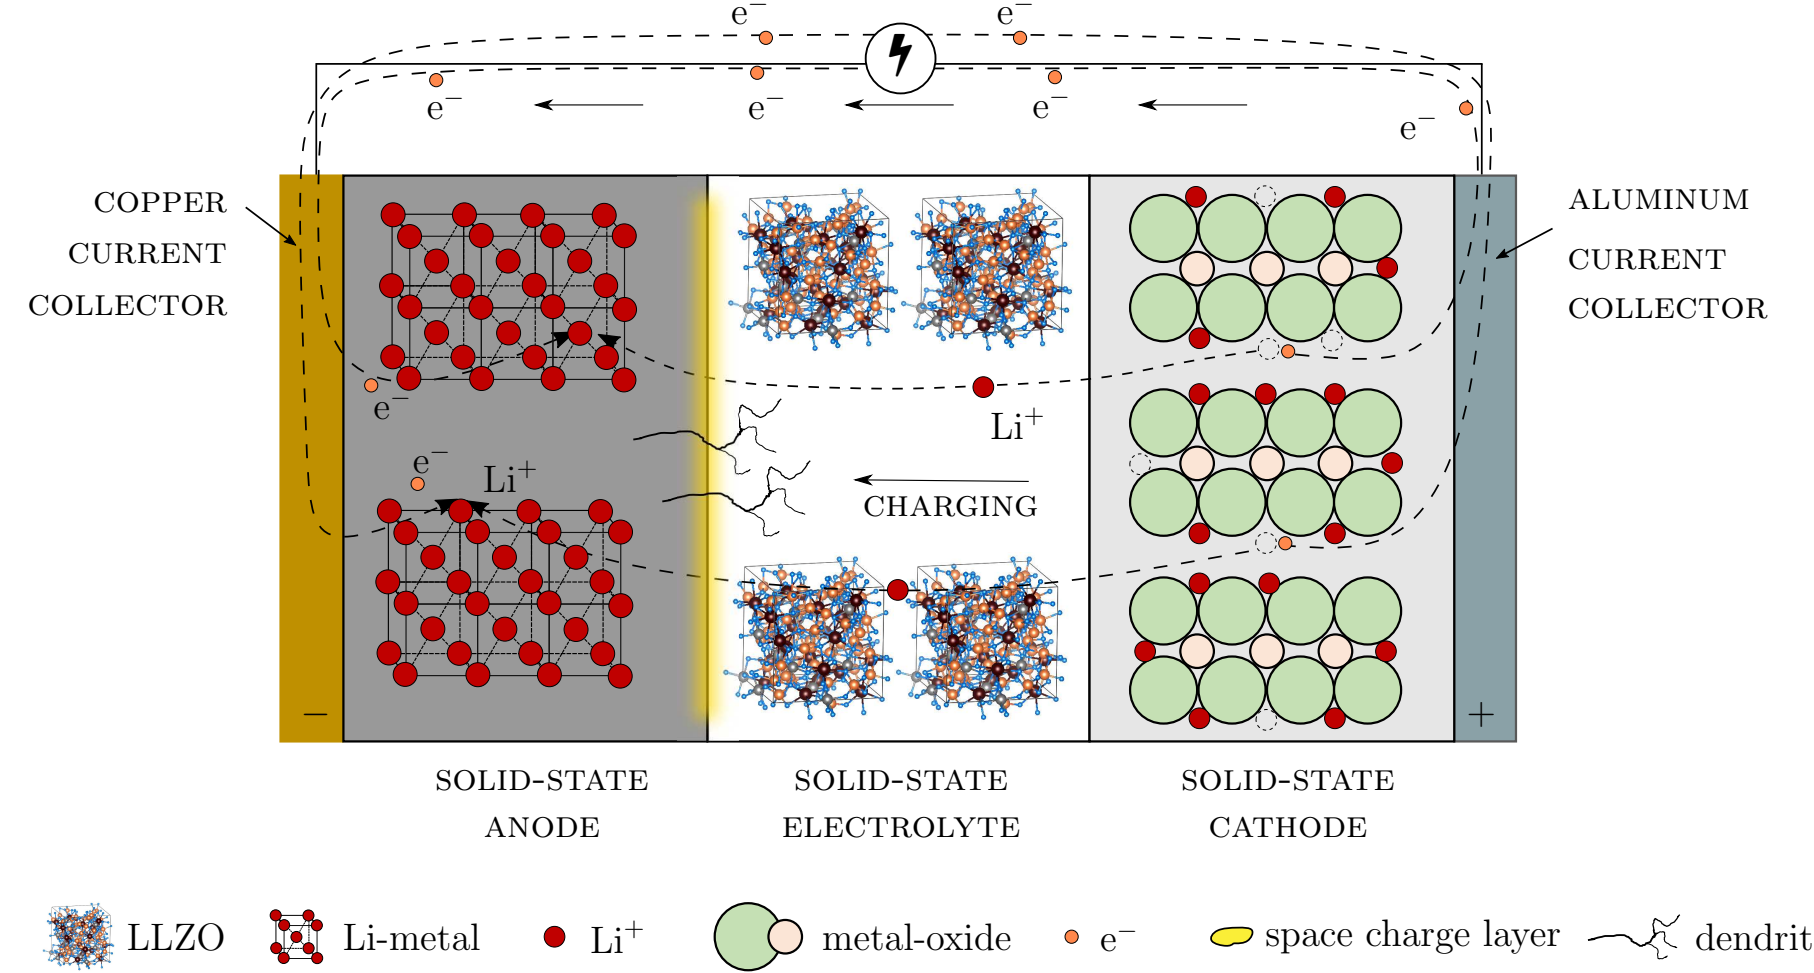 e⁻
e⁻
e⁻
e⁻
e⁻
e⁻
COPPER
CURRENT
COLLECTOR
ALUMINUM
CURRENT
COLLECTOR
e⁻
Li⁺
e⁻
Li⁺
CHARGING
−
+
SOLID-STATE
ANODE
SOLID-STATE
ELECTROLYTE
SOLID-STATE
CATHODE
LLZO
Li-metal
Li⁺
metal-oxide
e⁻
space charge layer
dendrit